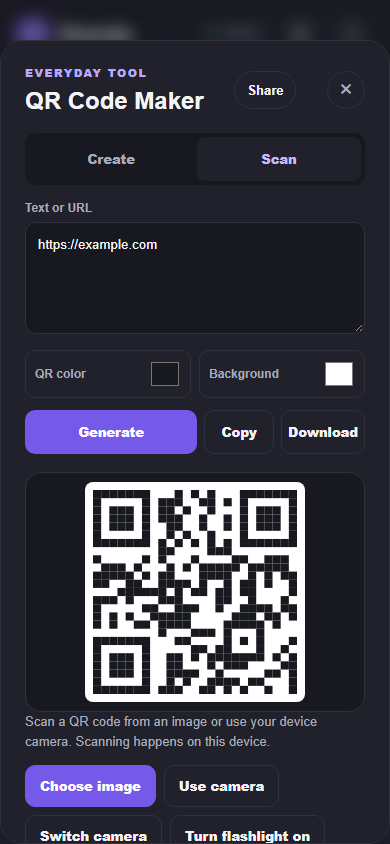 EVERYDAY TOOL
QR Code Maker
Share
✕
Create
Scan
Text or URL
https://example.com
QR color
Background
Generate
Copy
Download
Scan a QR code from an image or use your device
camera. Scanning happens on this device.
Choose image
Use camera
Switch camera
Turn flashlight on